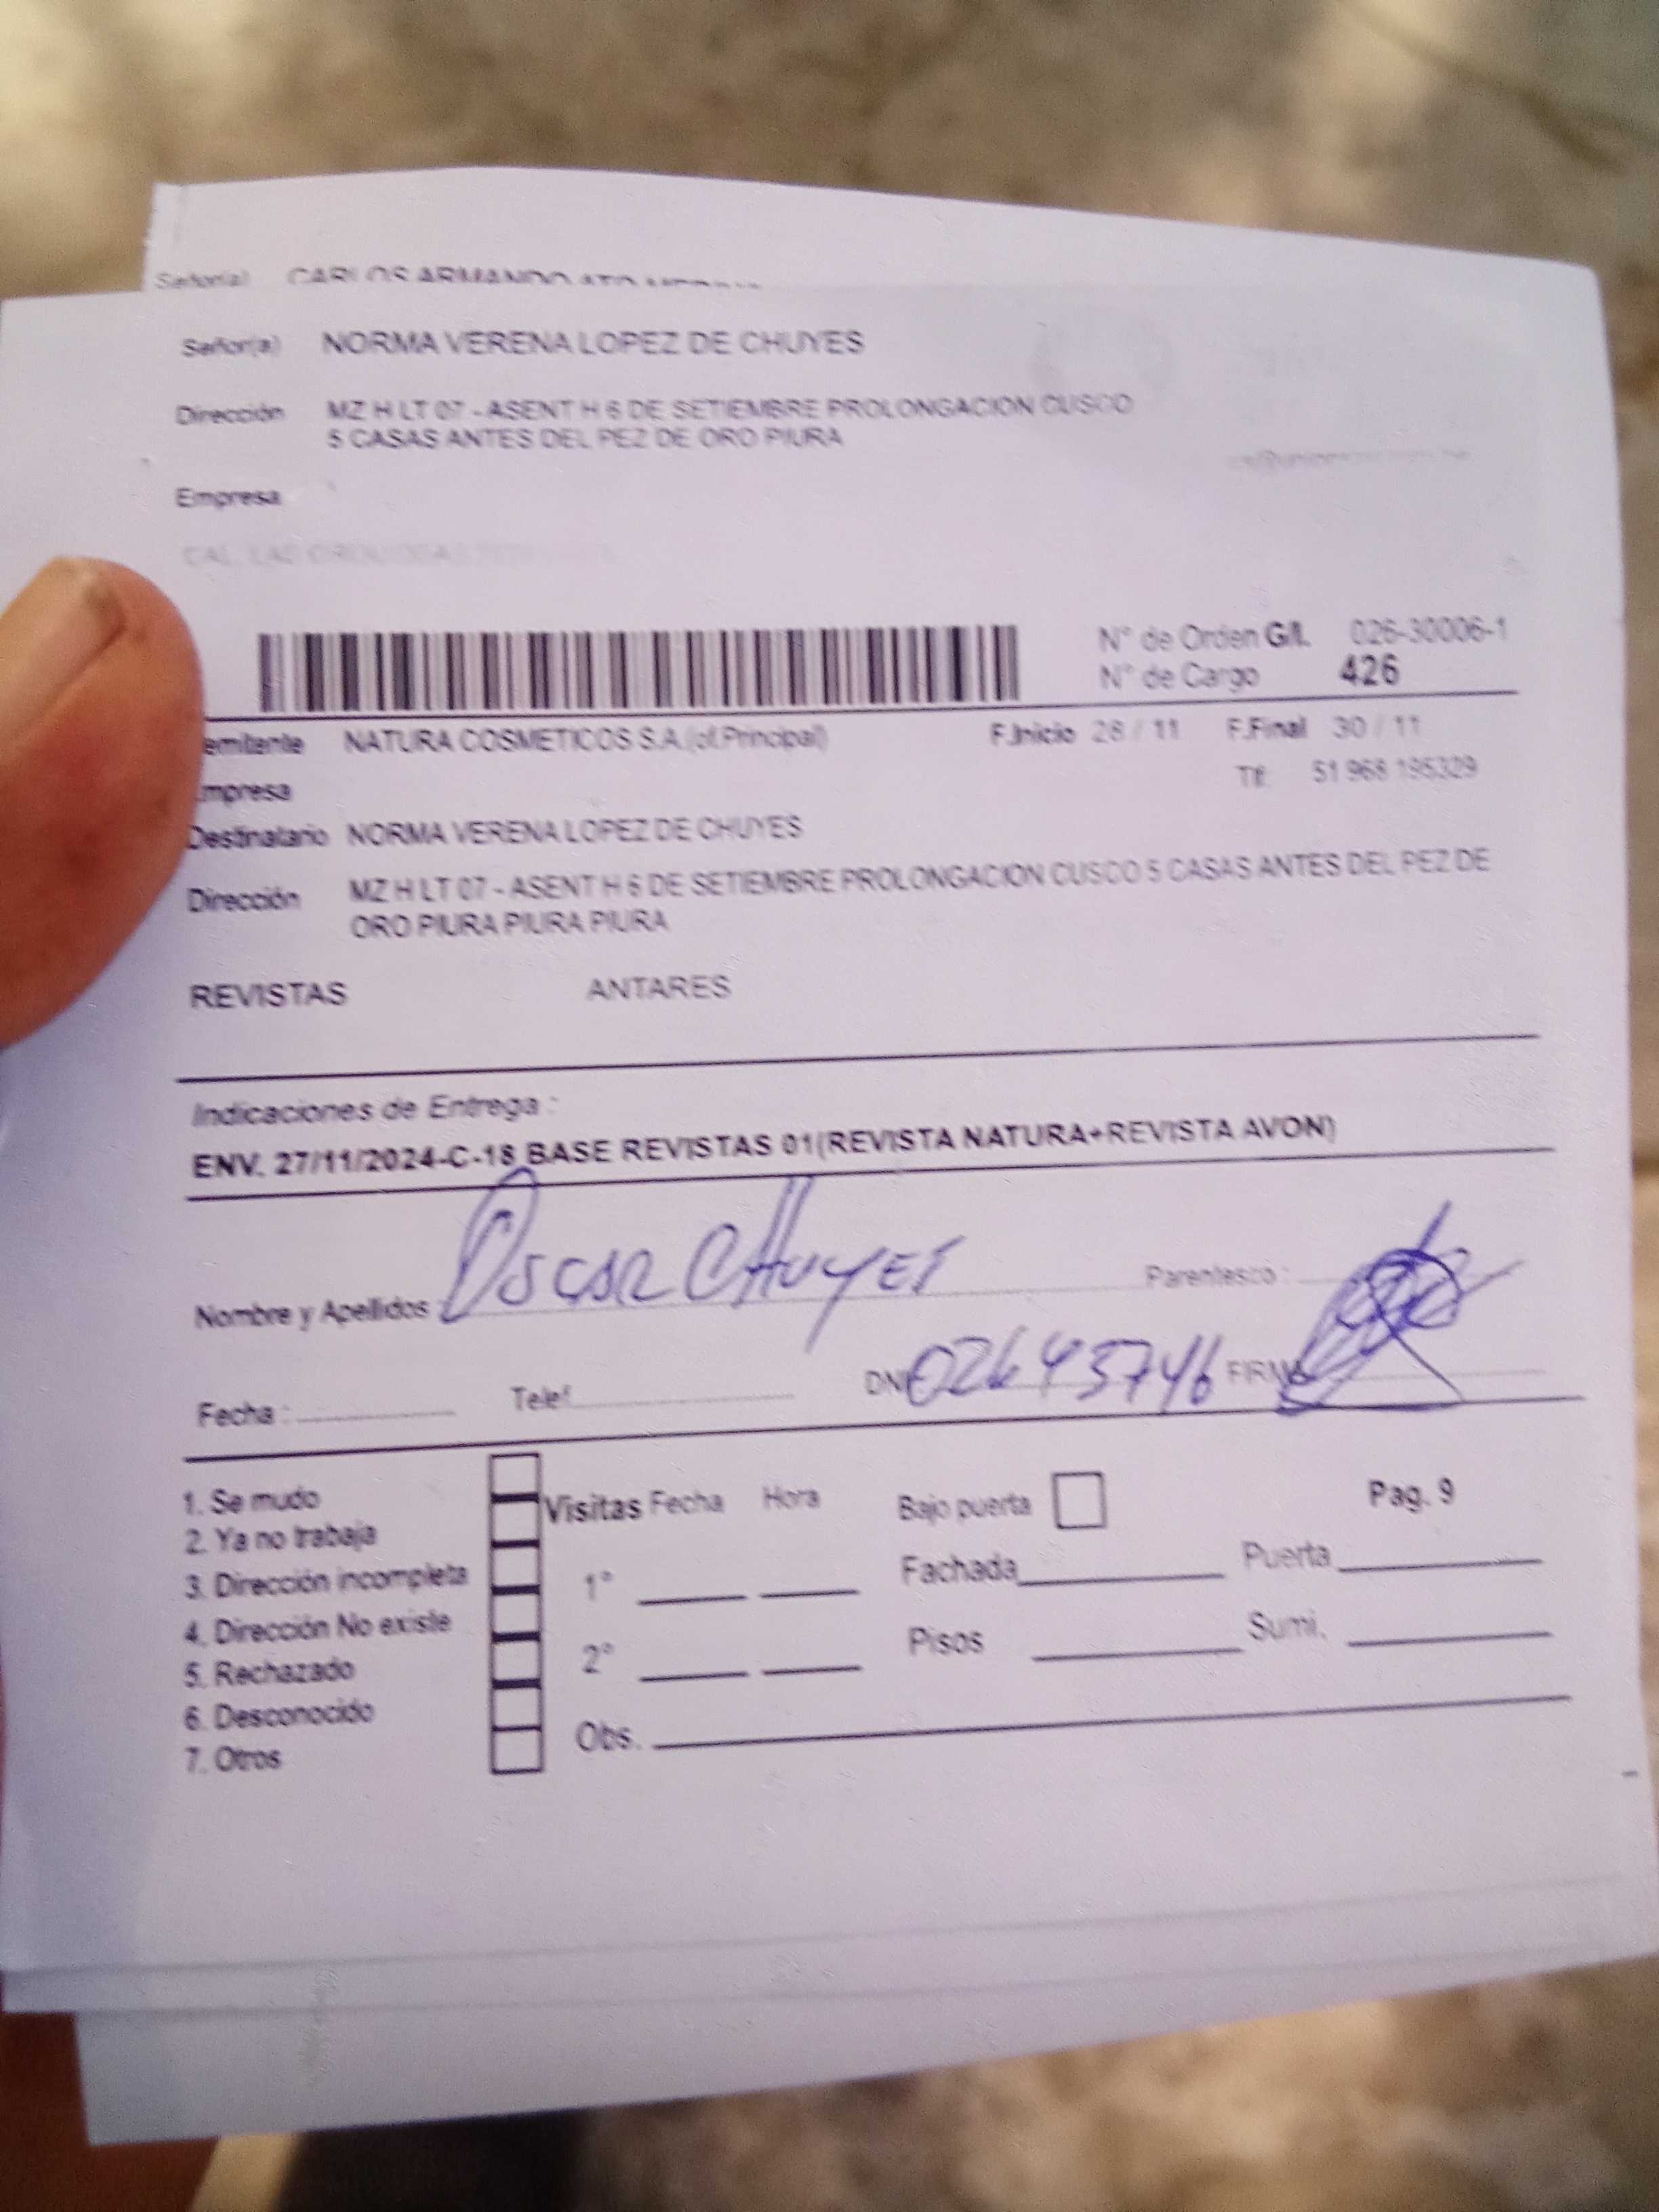 Señor(a) CARLOS ARMANDO ATO
Señor(a) NORMA VERENA LOPEZ DE CHUYES
Dirección MZ H LT 07 - ASENT H 6 DE SETIEMBRE PROLONGACION CUSCO
5 CASAS ANTES DEL PEZ DE ORO PIURA
Empresa
N° de Orden G/I. 026-30006-1
N° de Cargo 426
emitente NATURA COSMETICOS S.A.(of.Principal) F.Inicio 28 / 11 F.Final 30 / 11
mpresa Tlf: 51 968 195329
Destinatario NORMA VERENA LOPEZ DE CHUYES
Dirección MZ H LT 07 - ASENT H 6 DE SETIEMBRE PROLONGACION CUSCO 5 CASAS ANTES DEL PEZ DE
ORO PIURA PIURA PIURA
REVISTAS ANTARES
Indicaciones de Entrega :
ENV. 27/11/2024-C-18 BASE REVISTAS 01(REVISTA NATURA+REVISTA AVON)
Nombre y Apellidos : OSCAR CHUYES Parentesco :
Fecha : Telef. DNI 02643746 FIRMA
1. Se mudo Visitas Fecha Hora Bajo puerta Pag. 9
2. Ya no trabaja
3. Dirección incompleta 1° Fachada Puerta
4. Dirección No existe
5. Rechazado 2° Pisos Sumi.
6. Desconocido
7. Otros Obs.